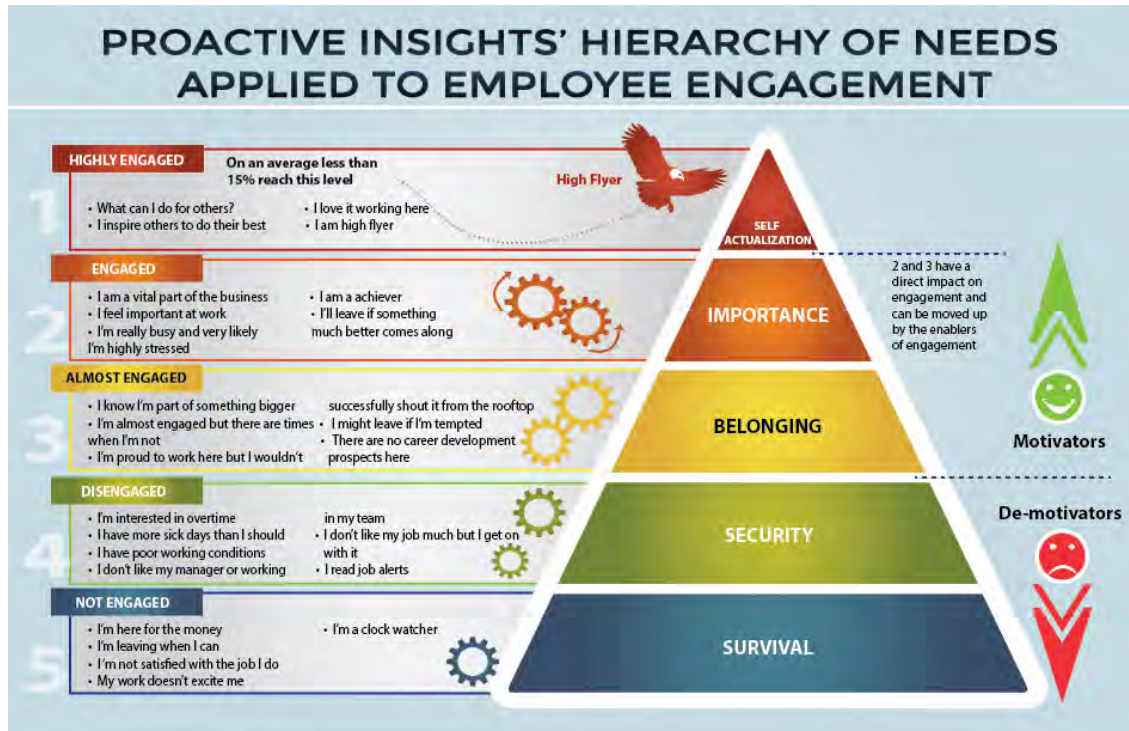 PROACTIVE INSIGHTS' HIERARCHY OF NEEDS
APPLIED TO EMPLOYEE ENGAGEMENT
1
HIGHLY ENGAGED
On an average less than
15% reach this level
High Flyer
• What can I do for others?
• I inspire others to do their best
• I love it working here
• I am high flyer
SELF
ACTUALIZATION
2
ENGAGED
• I am a vital part of the business
• I feel important at work
• I'm really busy and very likely
I'm highly stressed
• I am a achiever
• I'll leave if something
much better comes along
IMPORTANCE
2 and 3 have a
direct impact on
engagement and
can be moved up
by the enablers
of engagement
3
ALMOST ENGAGED
• I know I'm part of something bigger
• I'm almost engaged but there are times
when I'm not
• I'm proud to work here but I wouldn't
successfully shout it from the rooftop
• I might leave if I'm tempted
• There are no career development
prospects here
BELONGING
Motivators
4
DISENGAGED
• I'm interested in overtime
• I have more sick days than I should
• I have poor working conditions
• I don't like my manager or working
in my team
• I don't like my job much but I get on
with it
• I read job alerts
SECURITY
De-motivators
5
NOT ENGAGED
• I'm here for the money
• I'm leaving when I can
• I'm not satisfied with the job I do
• My work doesn't excite me
• I'm a clock watcher
SURVIVAL